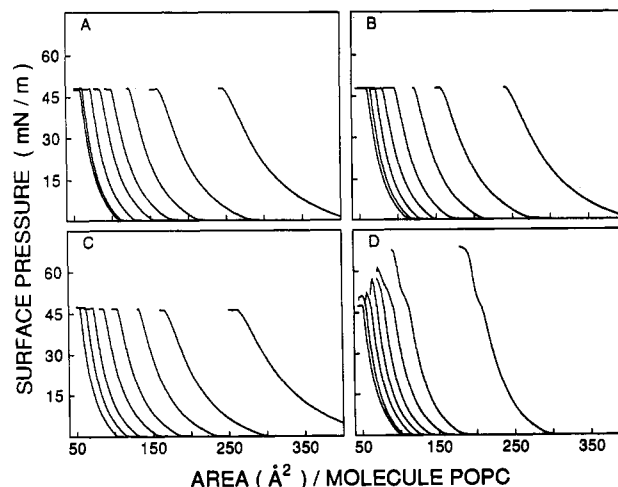 A
B
60
45
30
15
C
D
60
45
30
15
50
150
250
350
50
150
250
350
SURFACE PRESSURE ( mN / m )
AREA ( Å² ) / MOLECULE POPC